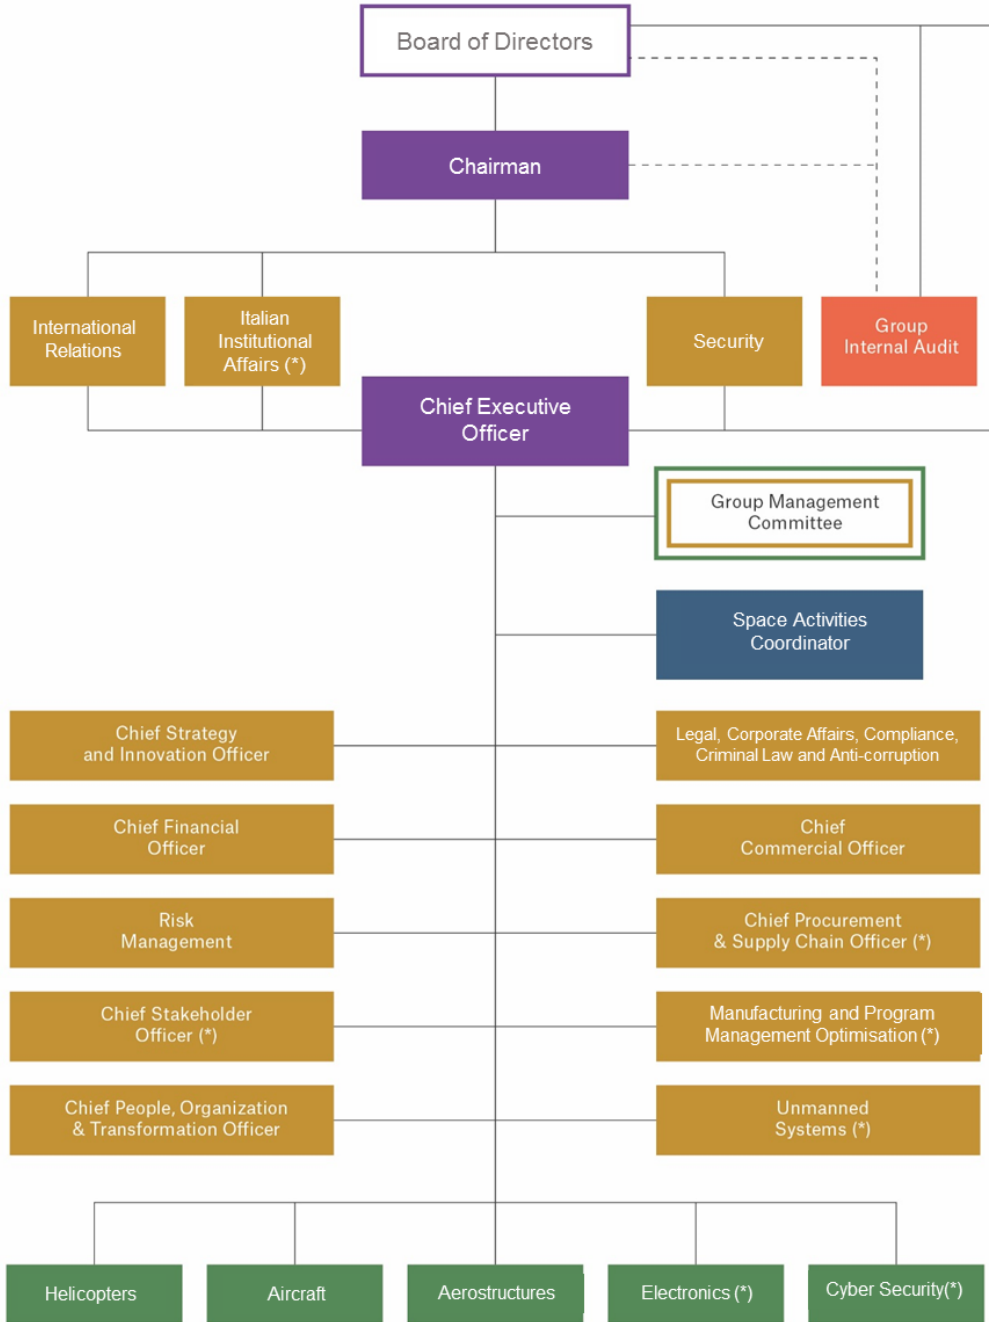 Board of Directors
Chairman
International
Relations
Italian
Institutional
Affairs (*)
Security
Group
Internal Audit
Chief Executive
Officer
Group Management
Committee
Space Activities
Coordinator
Chief Strategy
and Innovation Officer
Legal, Corporate Affairs, Compliance,
Criminal Law and Anti-corruption
Chief Financial
Officer
Chief
Commercial Officer
Risk
Management
Chief Procurement
& Supply Chain Officer (*)
Chief Stakeholder
Officer (*)
Manufacturing and Program
Management Optimisation (*)
Chief People, Organization
& Transformation Officer
Unmanned
Systems (*)
Helicopters
Aircraft
Aerostructures
Electronics (*)
Cyber Security(*)